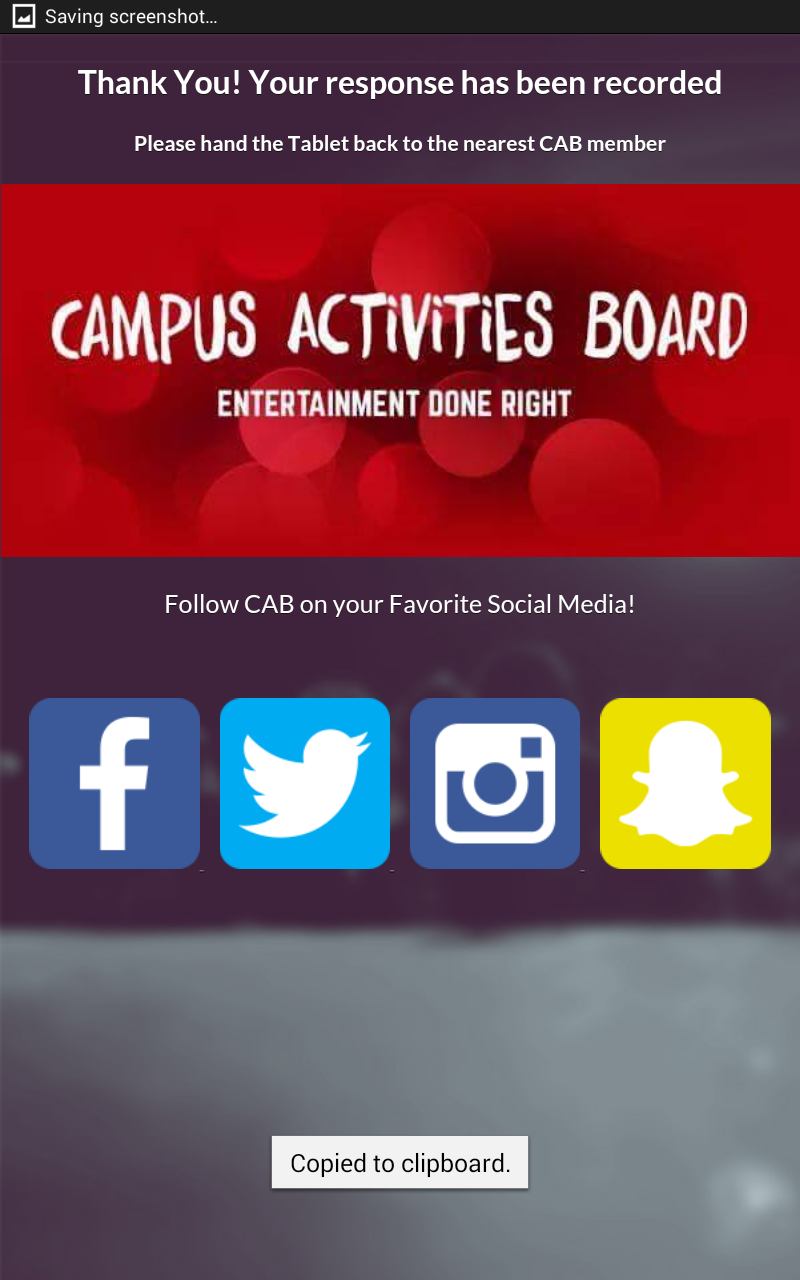 Saving screenshot...
Thank You! Your response has been recorded
Please hand the Tablet back to the nearest CAB member
CAMPUS ACTiViTiES BOARD
ENTERTAINMENT DONE RIGHT
Follow CAB on your Favorite Social Media!
Copied to clipboard.